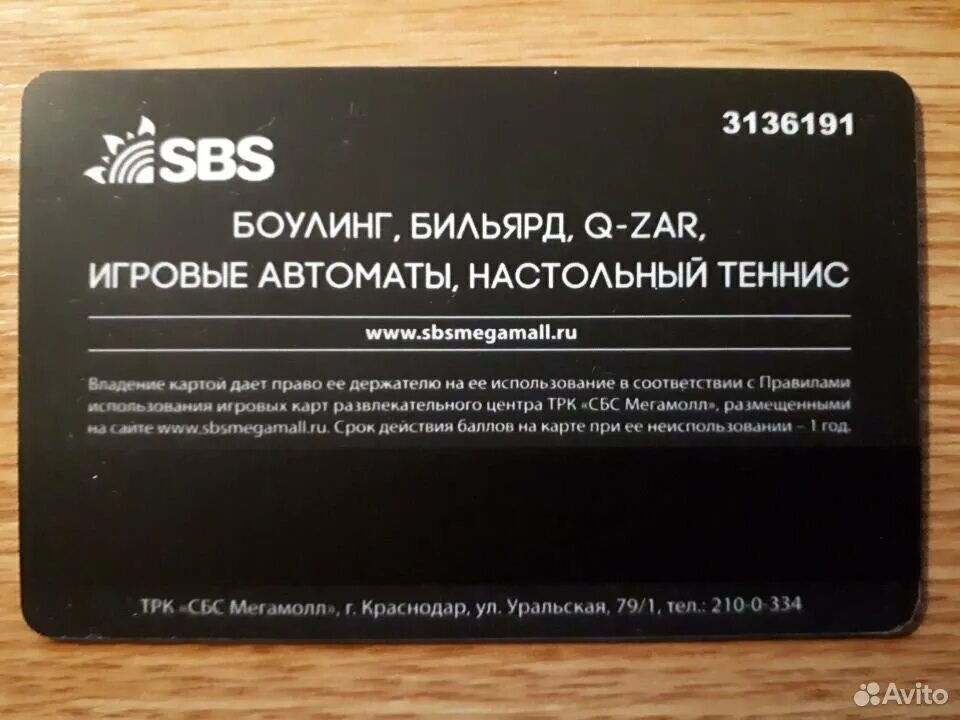 SBS
3136191
БОУЛИНГ, БИЛЬЯРД, Q-ZAR,
ИГРОВЫЕ АВТОМАТЫ, НАСТОЛЬНЫЙ ТЕННИС
www.sbsmegamall.ru
Владение картой дает право ее держателю на ее использование в соответствии с Правилами
использования игровых карт развлекательного центра ТРК «СБС Мегамолл», размещенными
на сайте www.sbsmegamall.ru. Срок действия баллов на карте при ее неиспользовании – 1 год.
ТРК «СБС Мегамолл», г. Краснодар, ул. Уральская, 79/1, тел.: 210-0-334
Avito